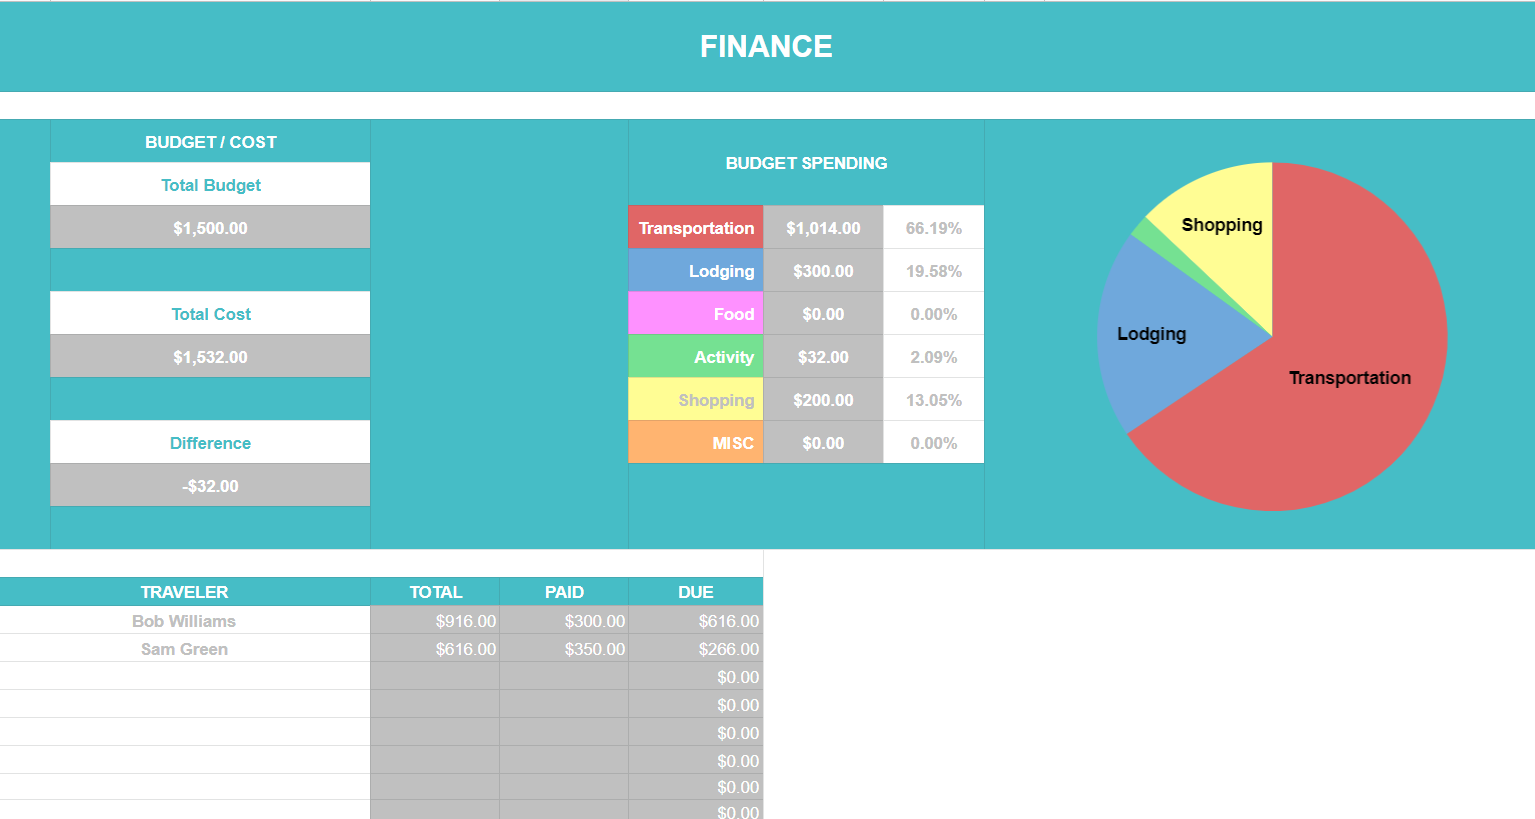 FINANCE
BUDGET / COST
Total Budget
$1,500.00
Total Cost
$1,532.00
Difference
-$32.00
BUDGET SPENDING
Transportation $1,014.00 66.19%
Lodging $300.00 19.58%
Food $0.00 0.00%
Activity $32.00 2.09%
Shopping $200.00 13.05%
MISC $0.00 0.00%
Shopping
Lodging
Transportation
TRAVELER TOTAL PAID DUE
Bob Williams $916.00 $300.00 $616.00
Sam Green $616.00 $350.00 $266.00
$0.00
$0.00
$0.00
$0.00
$0.00
$0.00